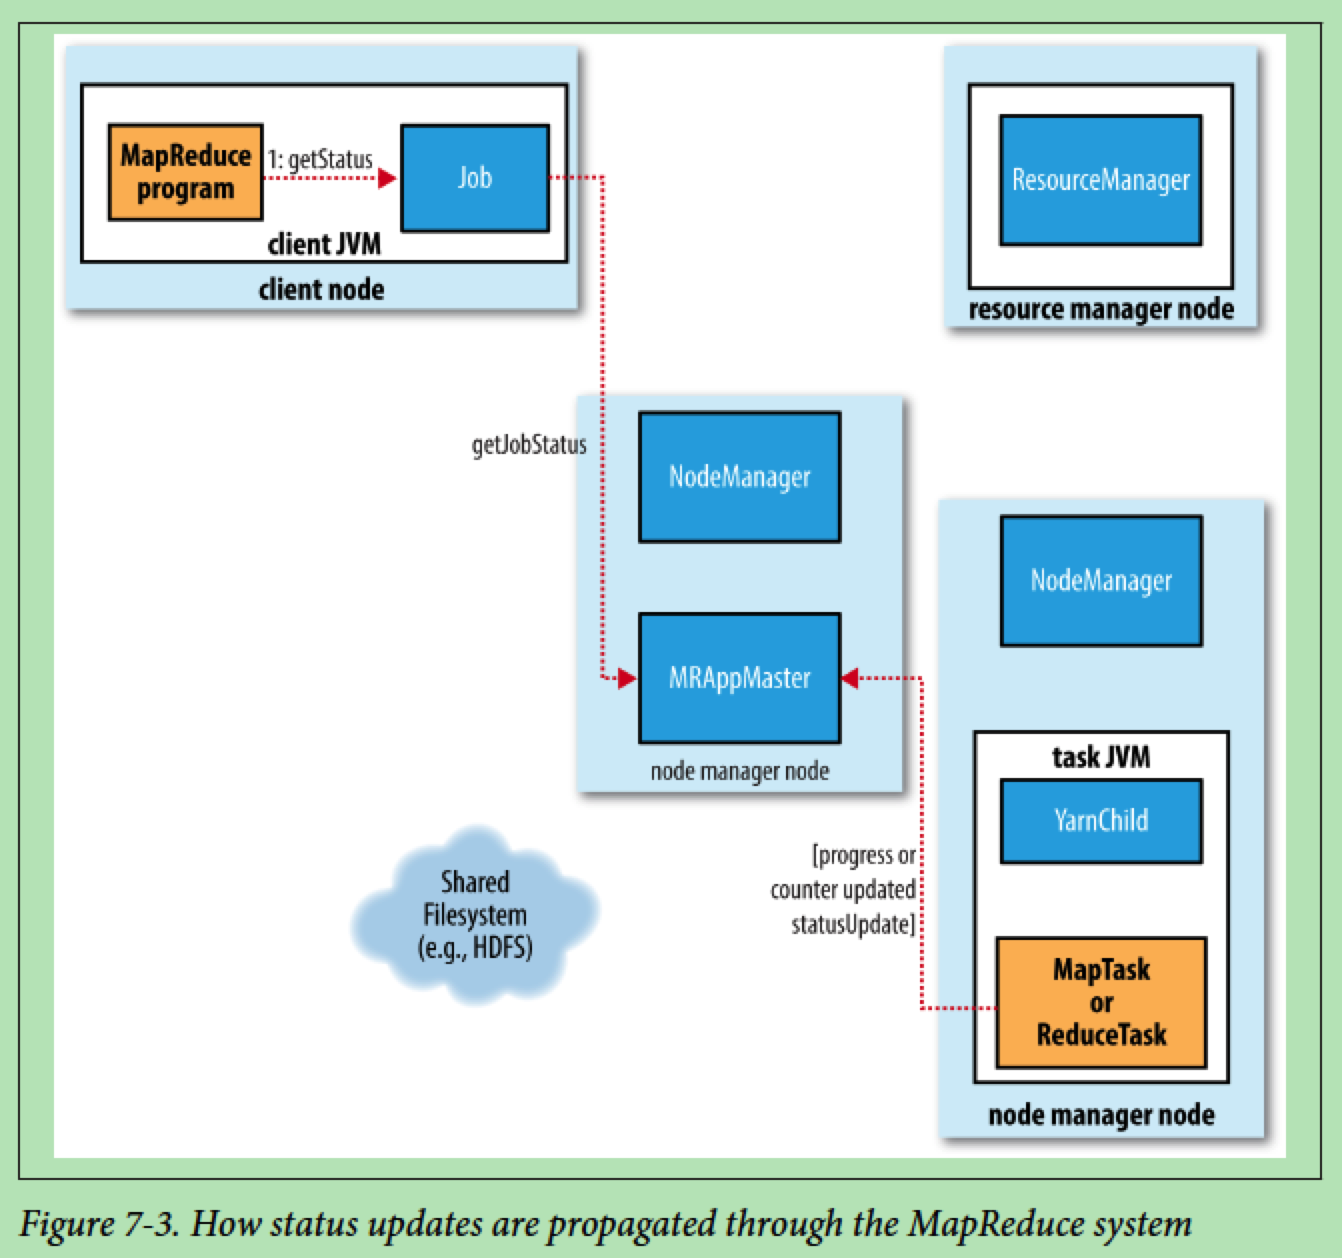 MapReduce
program
1: getStatus
Job
client JVM
client node
ResourceManager
resource manager node
getJobStatus
NodeManager
MRAppMaster
node manager node
NodeManager
task JVM
YarnChild
MapTask
or
ReduceTask
node manager node
[progress or
counter updated
statusUpdate]
Shared
Filesystem
(e.g., HDFS)
Figure 7-3. How status updates are propagated through the MapReduce system